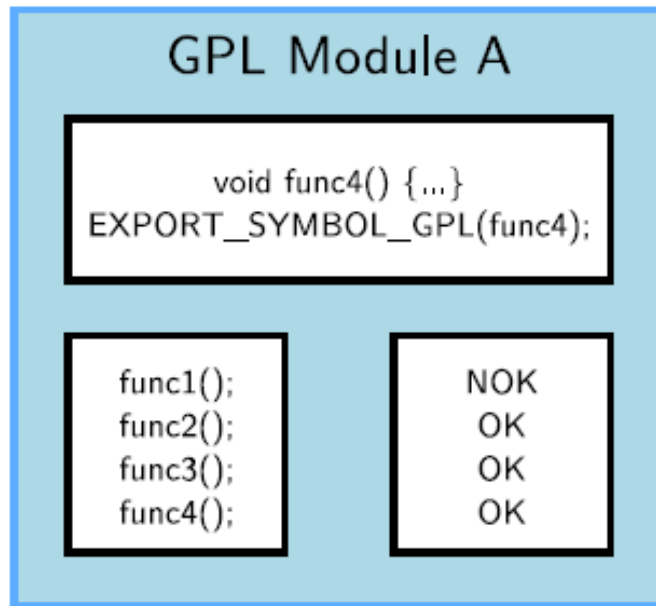 GPL Module A
void func4() {...}
EXPORT_SYMBOL_GPL(func4);
func1();
func2();
func3();
func4();
NOK
OK
OK
OK